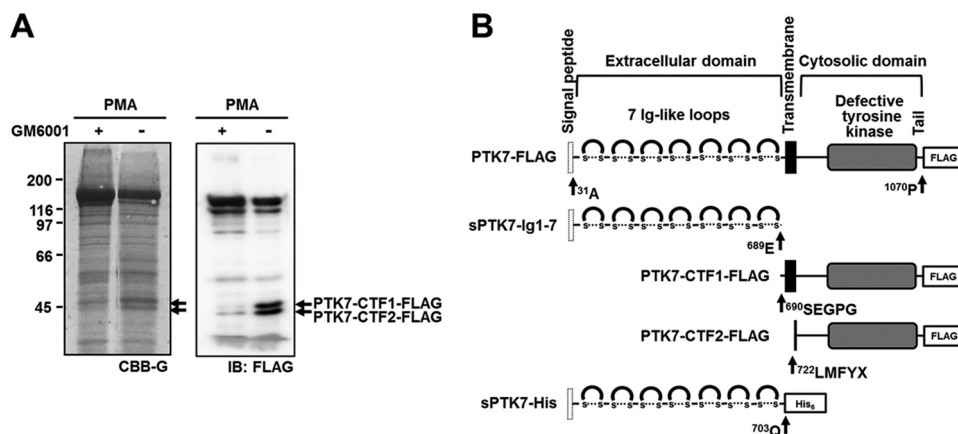 A
PMA
GM6001 + -
200
116
97
66
45
CBB-G
PMA
+ -
PTK7-CTF1-FLAG
PTK7-CTF2-FLAG
IB: FLAG
B
Signal peptide
Extracellular domain
Transmembrane
Cytosolic domain
7 Ig-like loops
Defective tyrosine kinase
Tail
PTK7-FLAG
s s s s s s s s s s s s s s
FLAG
31A
1070P
sPTK7-Ig1-7
s s s s s s s s s s s s s s
689E
PTK7-CTF1-FLAG
FLAG
690SEGPG
PTK7-CTF2-FLAG
FLAG
722LMFYX
sPTK7-His
s s s s s s s s s s s s s s
His6
703Q